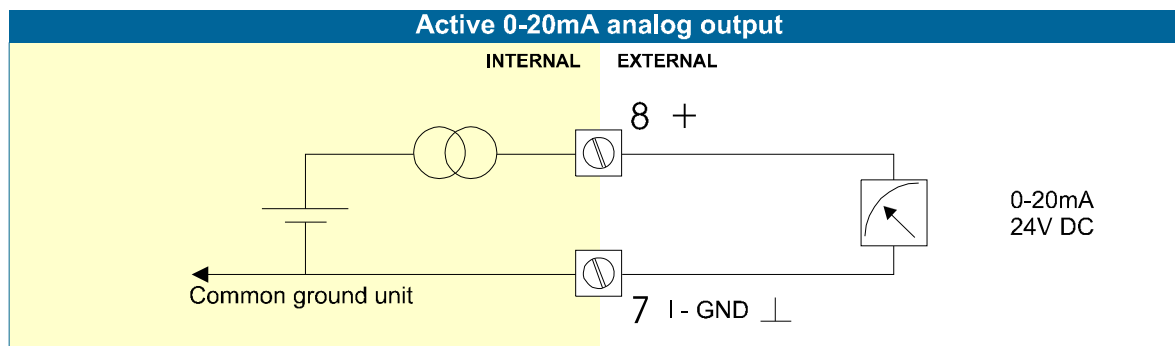 Active 0-20mA analog output
INTERNAL EXTERNAL
8 +
0-20mA
24V DC
Common ground unit
7 I - GND ⊥